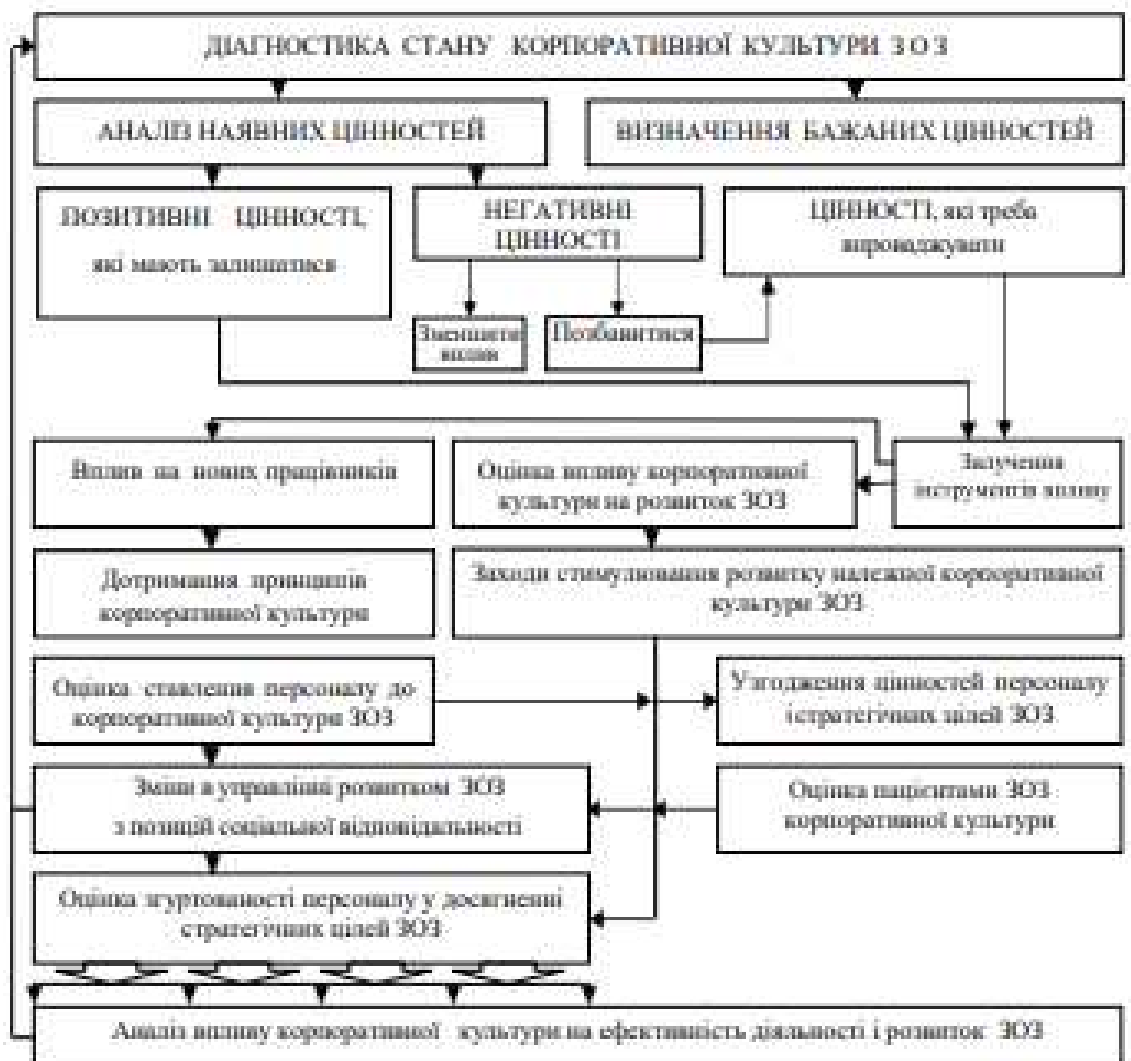 ДІАГНОСТИКА СТАНУ КОРПОРАТИВНОЇ КУЛЬТУРИ З О З
АНАЛІЗ НАЯВНИХ ЦІННОСТЕЙ
ВИЗНАЧЕННЯ БАЖАНИХ ЦІННОСТЕЙ
ПОЗИТИВНІ ЦІННОСТІ,
які мають залишатися
НЕГАТИВНІ
ЦІННОСТІ
ЦІННОСТІ, які треба
впроваджувати
Зменшити
вплив
Позбавитися
Вплив на нових працівників
Оцінка впливу корпоративної
культури на розвиток ЗОЗ
Залучення
інструментів впливу
Дотримання принципів
корпоративної культури
Заходи стимулювання розвитку належної корпоративної
культури ЗОЗ
Оцінка ставлення персоналу до
корпоративної культури ЗОЗ
Узгодження цінностей персоналу
істратегічних цілей ЗОЗ
Зміни в управлінні розвитком ЗОЗ
з позицій соціальної відповідальності
Оцінка пацієнтами ЗОЗ
корпоративної культури
Оцінка згуртованості персоналу у досягненні
стратегічних цілей ЗОЗ
Аналіз впливу корпоративної культури на ефективність діяльності і розвиток ЗОЗ